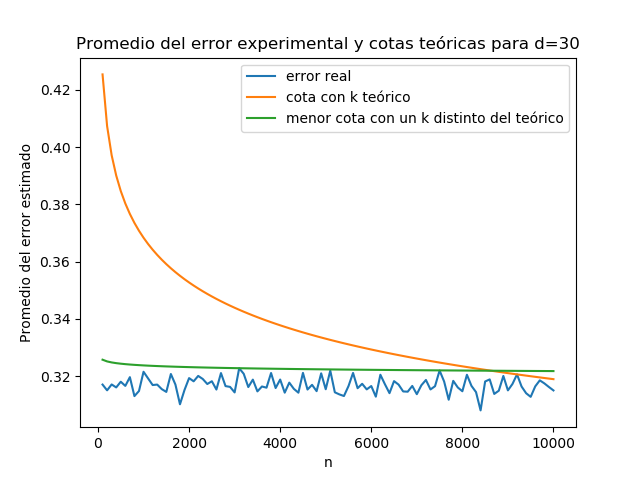 Promedio del error experimental y cotas teóricas para d=30
error real
cota con k teórico
menor cota con un k distinto del teórico
Promedio del error estimado
0.42
0.40
0.38
0.36
0.34
0.32
0
2000
4000
6000
8000
10000
n